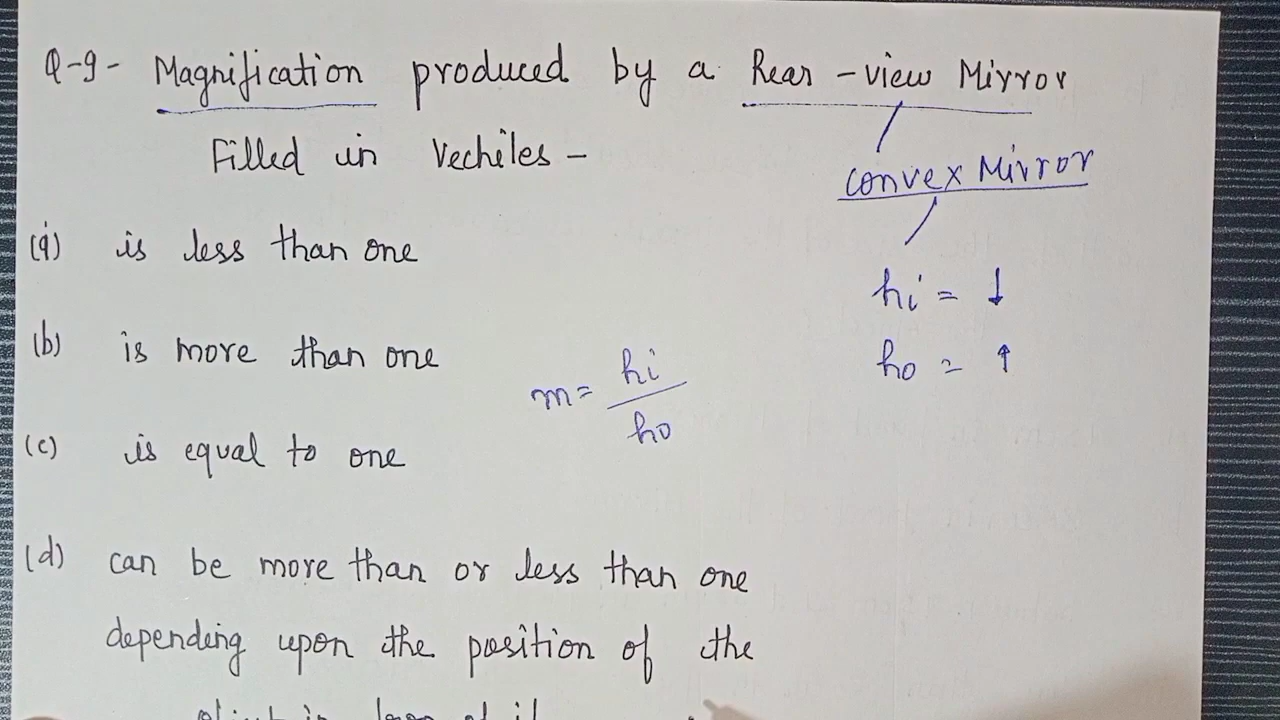 Q-9- Magnification produced by a Rear-view Mirror
Filled in Vechiles -
convex Mirror
(a) is less than one
hi = ↓
(b) is more than one
ho = ↑
m = hi / ho
(c) is equal to one
(d) can be more than or less than one
depending upon the position of the